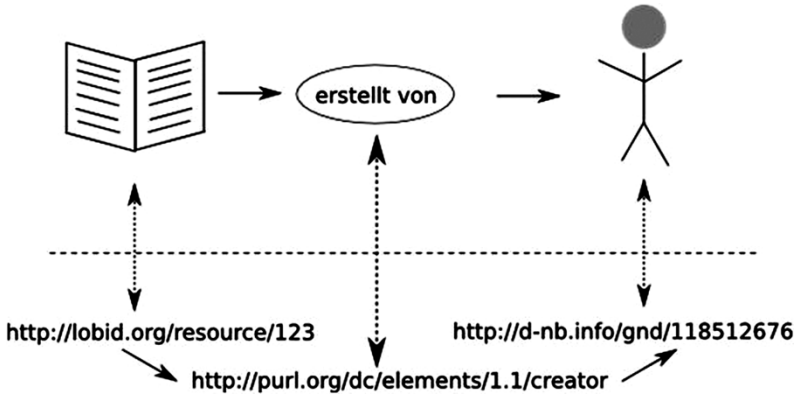 erstellt von
http://lobid.org/resource/123
http://d-nb.info/gnd/118512676
http://purl.org/dc/elements/1.1/creator